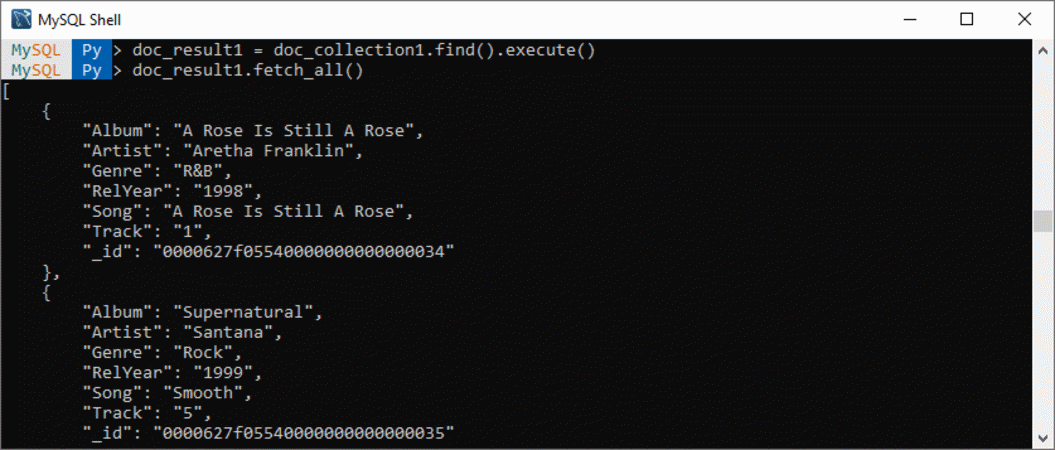 MySQL Shell
MySQL Py > doc_result1 = doc_collection1.find().execute()
MySQL Py > doc_result1.fetch_all()
[
    {
        "Album": "A Rose Is Still A Rose",
        "Artist": "Aretha Franklin",
        "Genre": "R&B",
        "RelYear": "1998",
        "Song": "A Rose Is Still A Rose",
        "Track": "1",
        "_id": "0000627f05540000000000000034"
    },
    {
        "Album": "Supernatural",
        "Artist": "Santana",
        "Genre": "Rock",
        "RelYear": "1999",
        "Song": "Smooth",
        "Track": "5",
        "_id": "0000627f05540000000000000035"